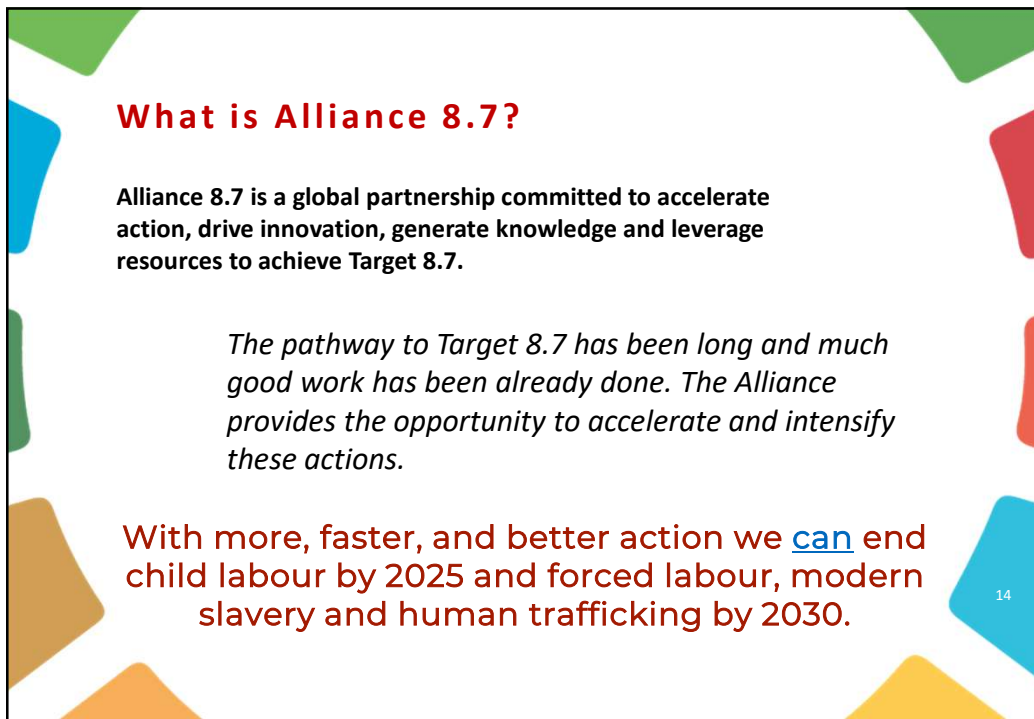 What is Alliance 8.7?
Alliance 8.7 is a global partnership committed to accelerate
action, drive innovation, generate knowledge and leverage
resources to achieve Target 8.7.
The pathway to Target 8.7 has been long and much
good work has been already done. The Alliance
provides the opportunity to accelerate and intensify
these actions.
With more, faster, and better action we can end
child labour by 2025 and forced labour, modern
slavery and human trafficking by 2030.
14